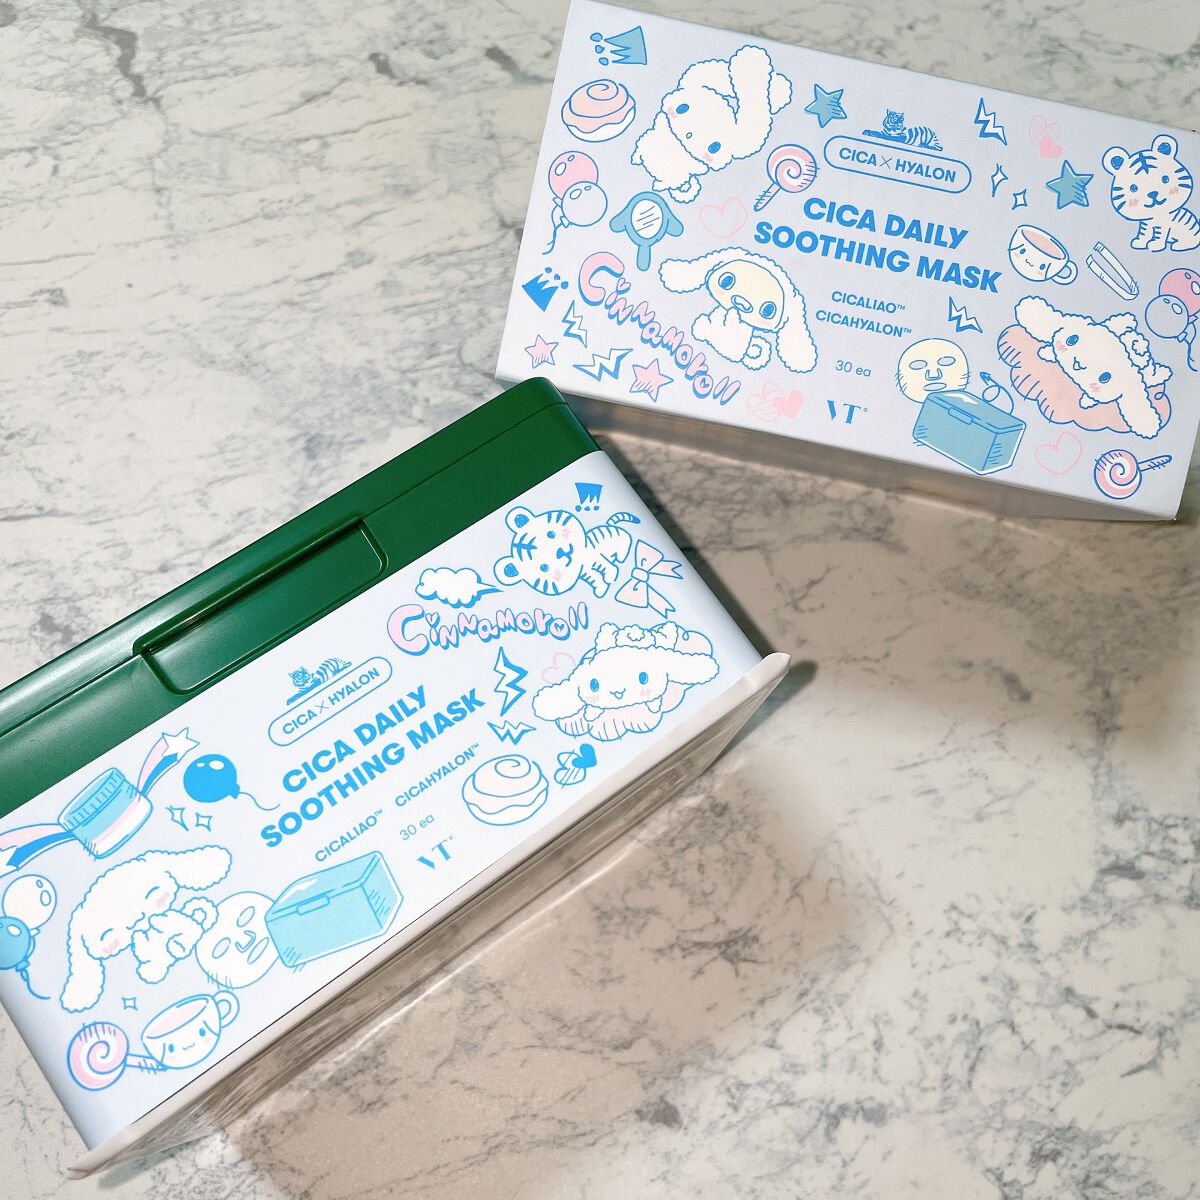 CICA×HYALON
CICA DAILY
SOOTHING MASK
CICALIAO™
CICAHYALON™
30 ea
VT
Cinnamoroll
Cinnamoroll
CICA×HYALON
CICA DAILY
SOOTHING MASK
CICALIAO™ CICAHYALON™
30 ea
VT